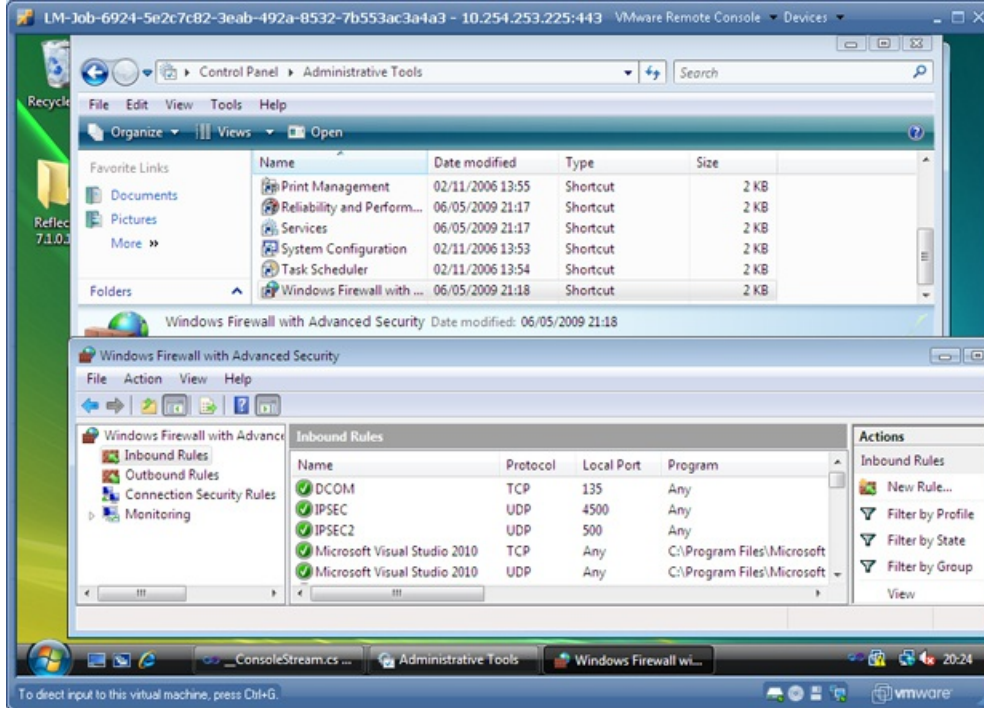 LM-Job-6924-5e2c7c82-3eab-492a-8532-7b553ac3a4a3 - 10.254.253.225:443 VMware Remote Console Devices
Control Panel Administrative Tools Search
Recycle
File Edit View Tools Help
Organize Views Open
Favorite Links
Documents
Pictures
More »
Folders
Reflec
7.1.0.1
Name Date modified Type Size
Print Management 02/11/2006 13:55 Shortcut 2 KB
Reliability and Perform... 06/05/2009 21:17 Shortcut 2 KB
Services 06/05/2009 21:17 Shortcut 2 KB
System Configuration 02/11/2006 13:53 Shortcut 2 KB
Task Scheduler 02/11/2006 13:54 Shortcut 2 KB
Windows Firewall with ... 06/05/2009 21:18 Shortcut 2 KB
Windows Firewall with Advanced Security Date modified: 06/05/2009 21:18
Windows Firewall with Advanced Security
File Action View Help
Windows Firewall with Advance
Inbound Rules
Outbound Rules
Connection Security Rules
Monitoring
Inbound Rules
Name Protocol Local Port Program
DCOM TCP 135 Any
IPSEC UDP 4500 Any
IPSEC2 UDP 500 Any
Microsoft Visual Studio 2010 TCP Any C:\Program Files\Microsoft
Microsoft Visual Studio 2010 UDP Any C:\Program Files\Microsoft
Actions
Inbound Rules
New Rule...
Filter by Profile
Filter by State
Filter by Group
View
_ConsoleStream.cs ... Administrative Tools Windows Firewall wi... 20:24
To direct input to this virtual machine, press Ctrl+G. vmware